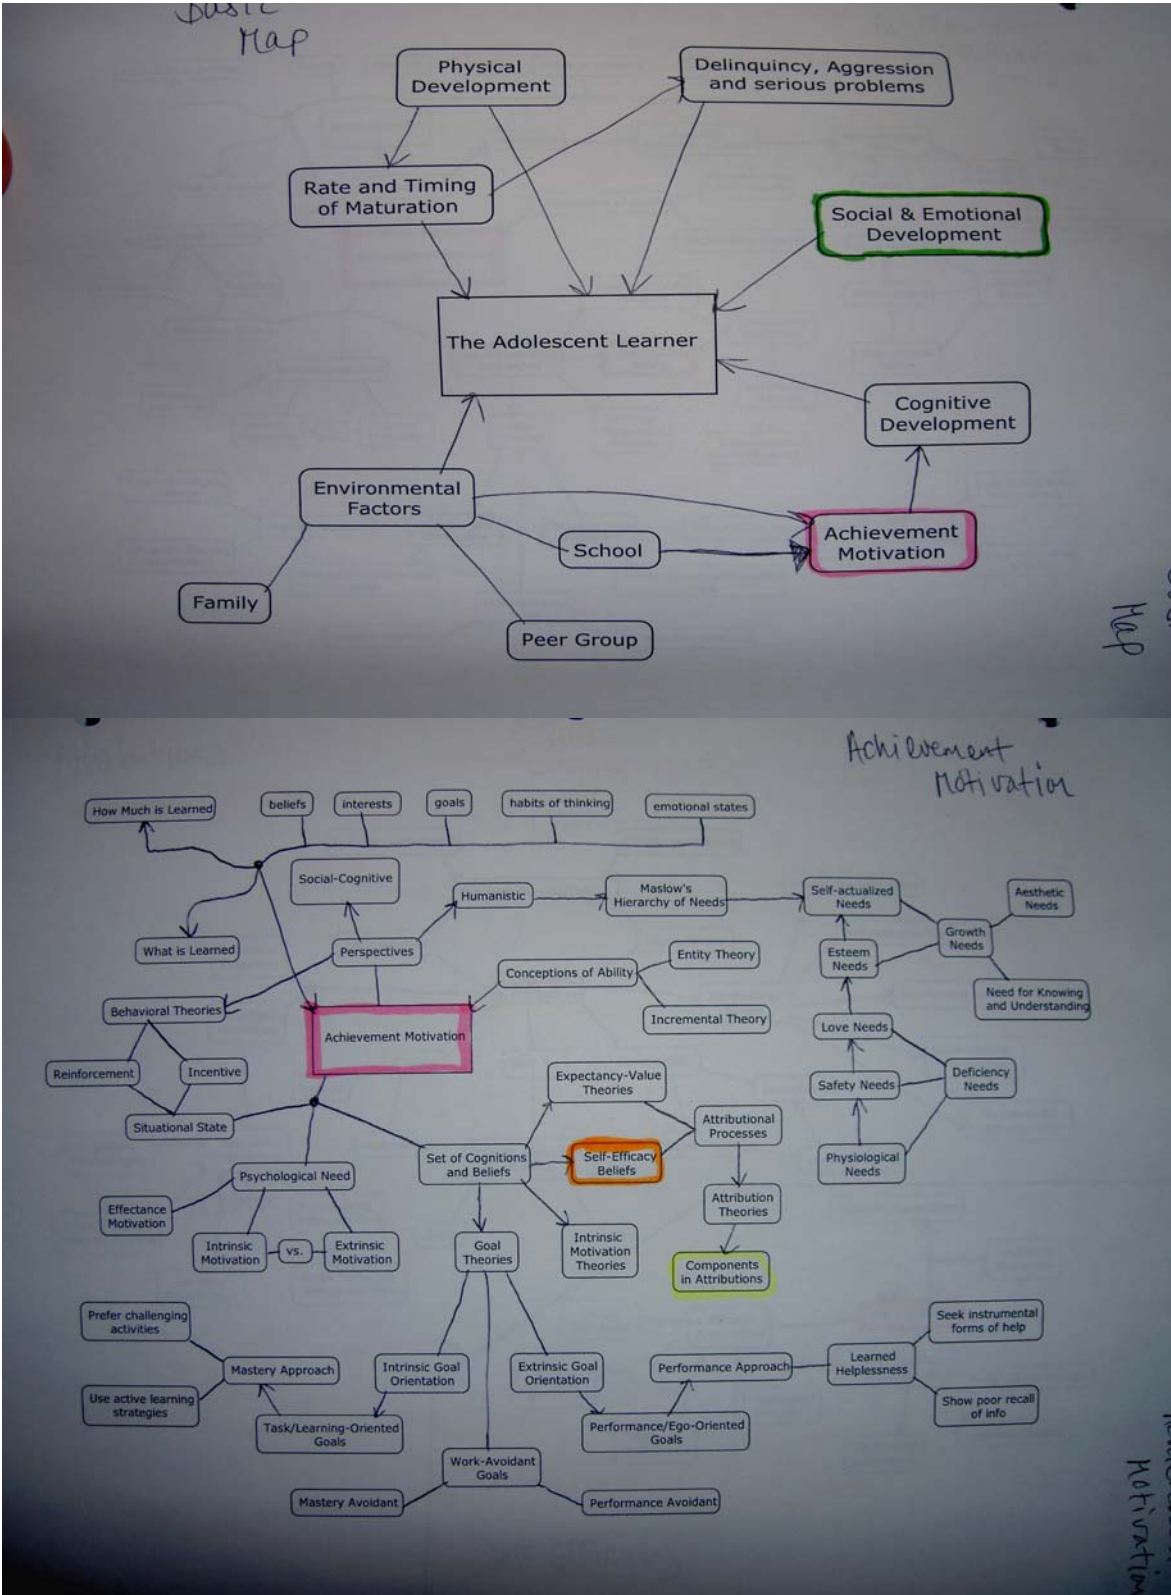 Basic
Map
Physical
Development
Delinquincy, Aggression
and serious problems
Rate and Timing
of Maturation
Social & Emotional
Development
The Adolescent Learner
Cognitive
Development
Environmental
Factors
School
Achievement
Motivation
Family
Peer Group
Map
Achievement
Motivation
How Much is Learned
beliefs
interests
goals
habits of thinking
emotional states
Social-Cognitive
Humanistic
Maslow's
Hierarchy of Needs
Self-actualized
Needs
Aesthetic
Needs
What is Learned
Perspectives
Conceptions of Ability
Entity Theory
Esteem
Needs
Growth
Needs
Behavioral Theories
Achievement Motivation
Incremental Theory
Need for Knowing
and Understanding
Love Needs
Reinforcement
Incentive
Expectancy-Value
Theories
Safety Needs
Deficiency
Needs
Situational State
Attributional
Processes
Set of Cognitions
and Beliefs
Self-Efficacy
Beliefs
Physiological
Needs
Psychological Need
Effectance
Motivation
Attribution
Theories
Intrinsic
Motivation
vs.
Extrinsic
Motivation
Goal
Theories
Intrinsic
Motivation
Theories
Components
in Attributions
Prefer challenging
activities
Seek instrumental
forms of help
Mastery Approach
Intrinsic Goal
Orientation
Extrinsic Goal
Orientation
Performance Approach
Learned
Helplessness
Use active learning
strategies
Show poor recall
of info
Task/Learning-Oriented
Goals
Performance/Ego-Oriented
Goals
Work-Avoidant
Goals
Mastery Avoidant
Performance Avoidant
Motivation